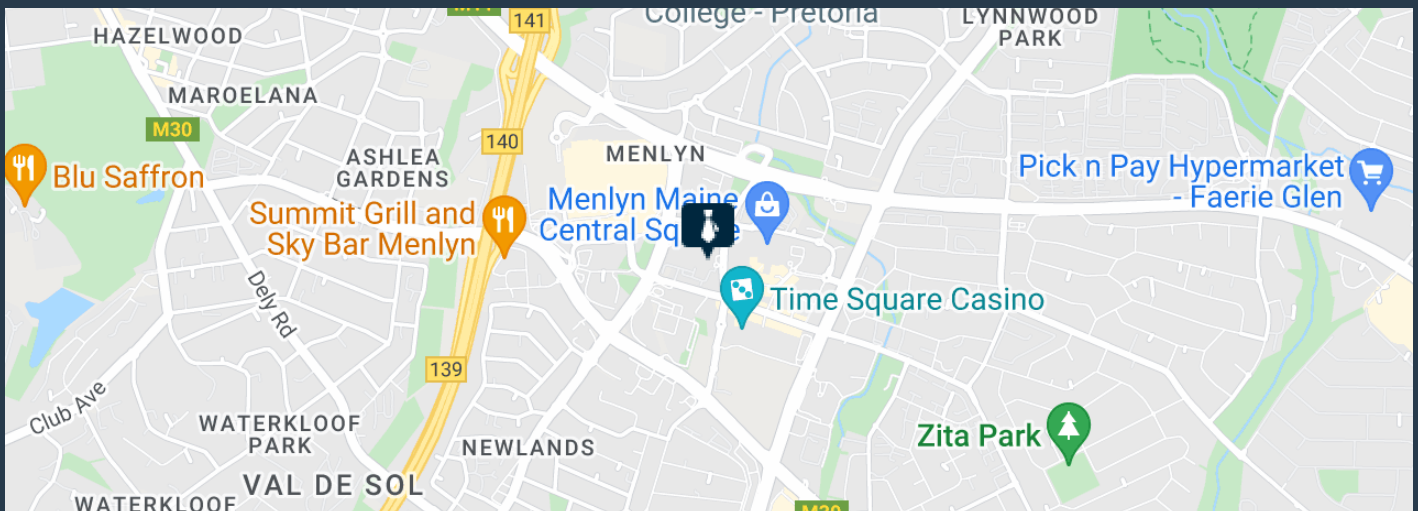 141
College - Pretoria
LYNNWOOD
PARK
HAZELWOOD
MAROELANA
M30
140
ASHLEA
GARDENS
MENLYN
Pick n Pay Hypermarket
- Faerie Glen
Blu Saffron
Summit Grill and
Sky Bar Menlyn
Menlyn Maine
Central
Dely Rd
Time Square Casino
139
Club Ave
WATERKLOOF
PARK
NEWLANDS
Zita Park
VAL DE SOL
WATERKLOOF
M30